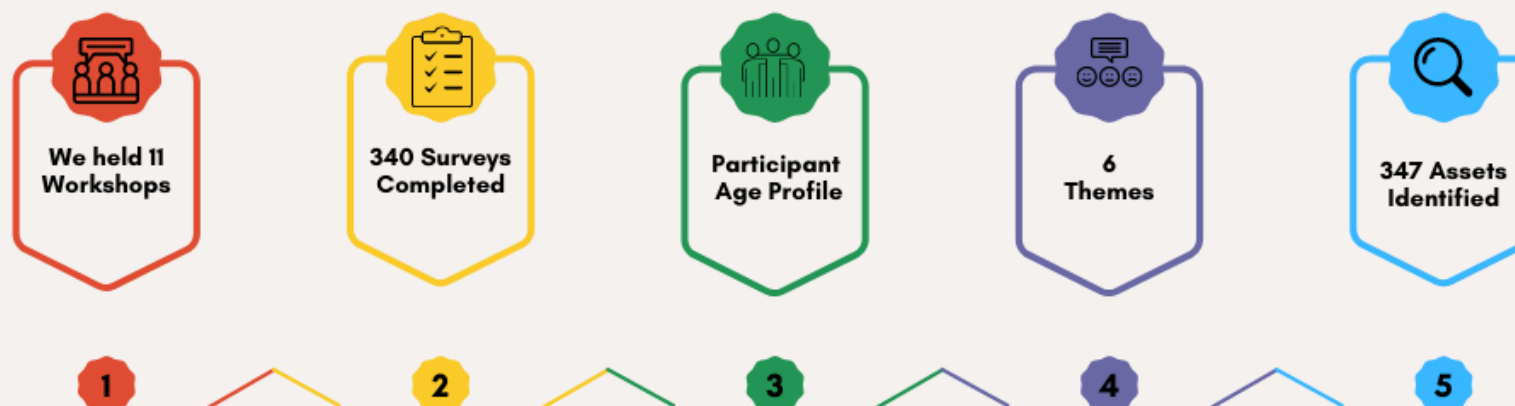 We held 11
Workshops
340 Surveys
Completed
Participant
Age Profile
6
Themes
347 Assets
Identified
1
2
3
4
5